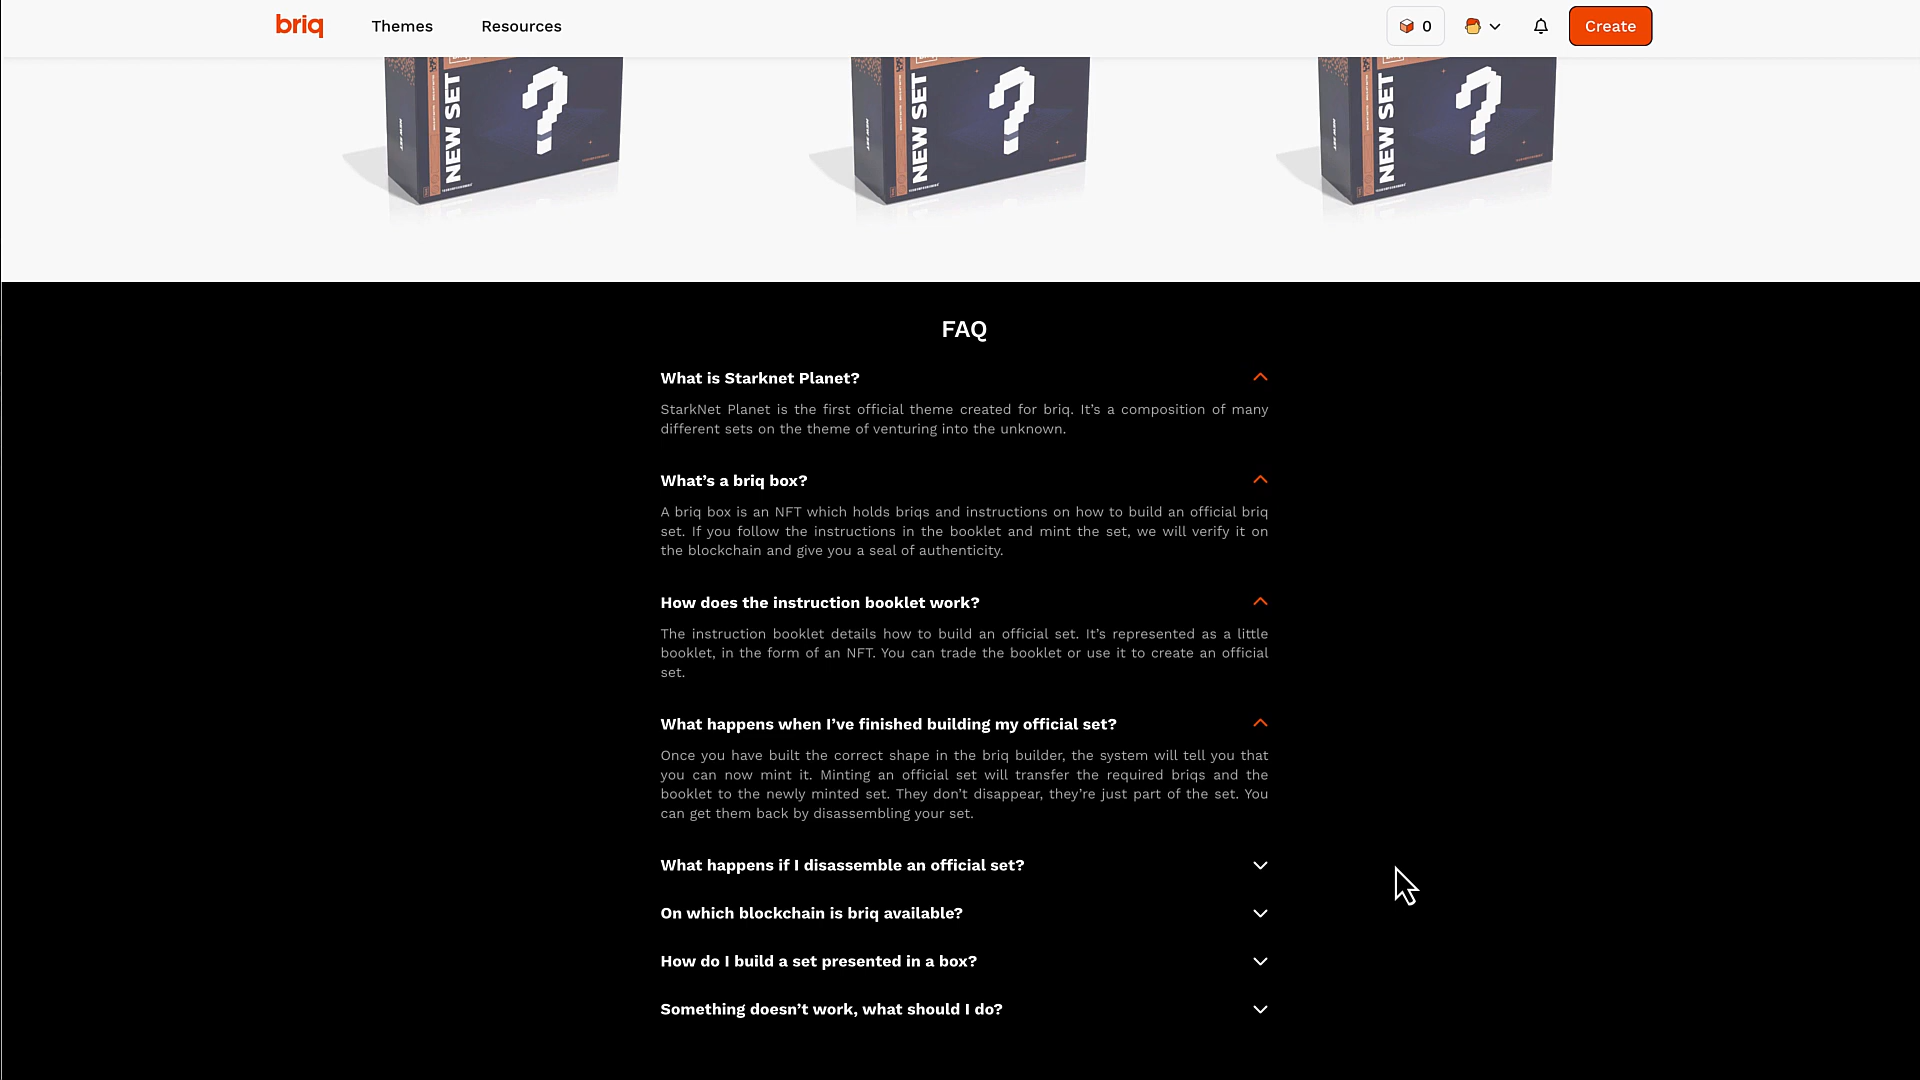 briq
Themes
Resources
0
Create
NEW SET
NEW SET
NEW SET
FAQ
What is Starknet Planet?
StarkNet Planet is the first official theme created for briq. It’s a composition of many
different sets on the theme of venturing into the unknown.
What’s a briq box?
A briq box is an NFT which holds briqs and instructions on how to build an official briq
set. If you follow the instructions in the booklet and mint the set, we will verify it on
the blockchain and give you a seal of authenticity.
How does the instruction booklet work?
The instruction booklet details how to build an official set. It’s represented as a little
booklet, in the form of an NFT. You can trade the booklet or use it to create an official
set.
What happens when I’ve finished building my official set?
Once you have built the correct shape in the briq builder, the system will tell you that
you can now mint it. Minting an official set will transfer the required briqs and the
booklet to the newly minted set. They don’t disappear, they’re just part of the set. You
can get them back by disassembling your set.
What happens if I disassemble an official set?
On which blockchain is briq available?
How do I build a set presented in a box?
Something doesn’t work, what should I do?